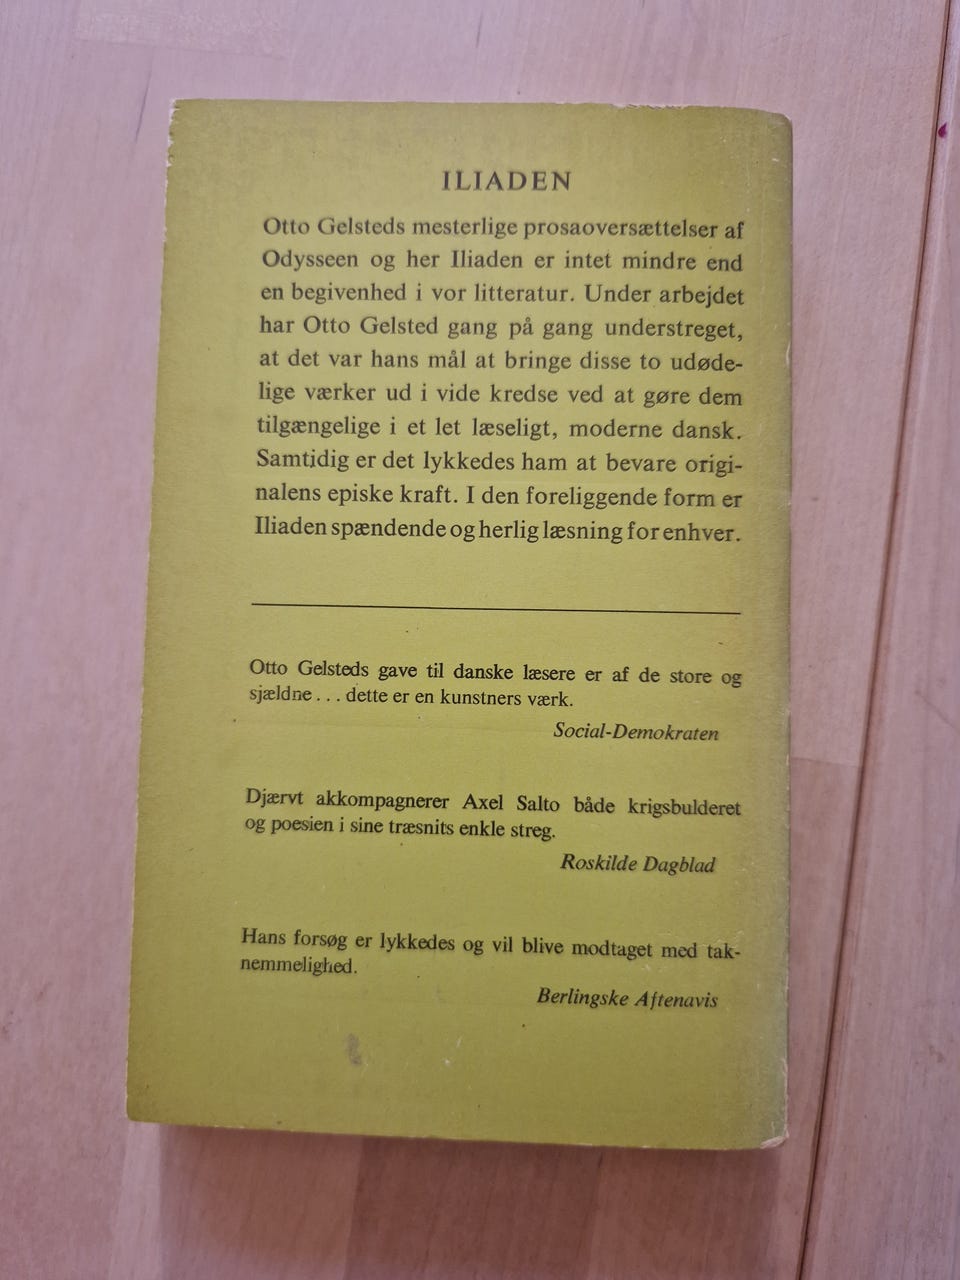 ILIADEN
Otto Gelsteds mesterlige prosaoversættelser af
Odysseen og her Iliaden er intet mindre end
en begivenhed i vor litteratur. Under arbejdet
har Otto Gelsted gang på gang understreget,
at det var hans mål at bringe disse to udøde-
lige værker ud i vide kredse ved at gøre dem
tilgængelige i et let læseligt, moderne dansk.
Samtidig er det lykkedes ham at bevare origi-
nalens episke kraft. I den foreliggende form er
Iliaden spændende og herlig læsning for enhver.
Otto Gelsteds gave til danske læsere er af de store og
sjældne . . . dette er en kunstners værk.
Social-Demokraten
Djærvt akkompagnerer Axel Salto både krigsbulderet
og poesien i sine træsnits enkle streg.
Roskilde Dagblad
Hans forsøg er lykkedes og vil blive modtaget med tak-
nemmelighed.
Berlingske Aftenavis